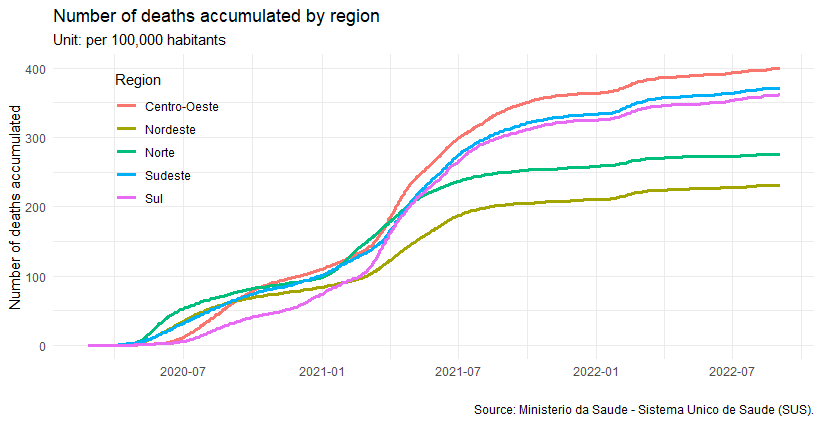 Number of deaths accumulated by region
Unit: per 100,000 habitants
Number of deaths accumulated
400
300
200
100
0
Region
Centro-Oeste
Nordeste
Norte
Sudeste
Sul
2020-07
2021-01
2021-07
2022-01
2022-07
Source: Ministerio da Saude - Sistema Unico de Saude (SUS).